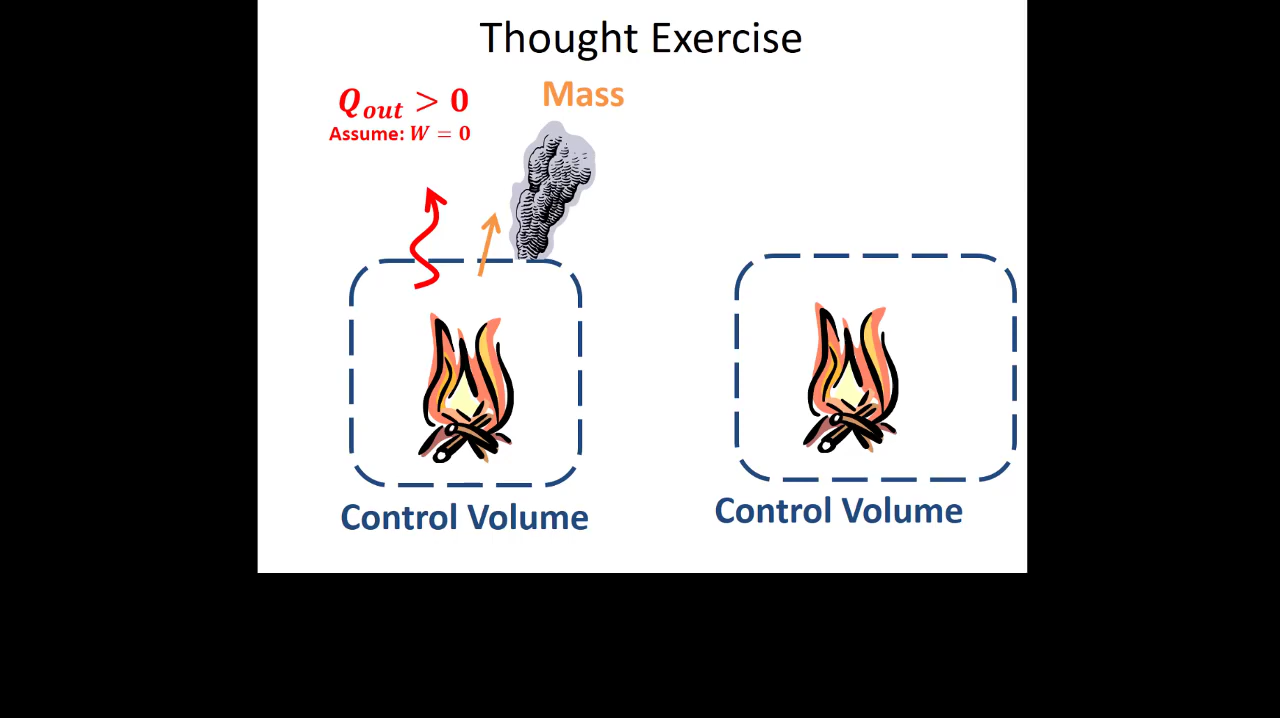 Thought Exercise
Q_out > 0
Assume: W = 0
Mass
Control Volume
Control Volume